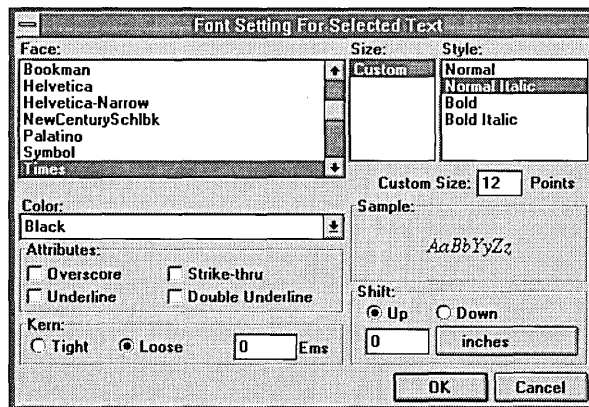 Font Setting For Selected Text
Face:
Bookman
Helvetica
Helvetica-Narrow
NewCenturySchlbk
Palatino
Symbol
Times
Size:
Custom
Style:
Normal
Normal Italic
Bold
Bold Italic
Custom Size: 12 Points
Color:
Black
Sample:
AaBbYyZz
Attributes:
Overscore Strike-thru
Underline Double Underline
Shift:
Up Down
0 inches
Kern:
Tight Loose 0 Ems
OK Cancel